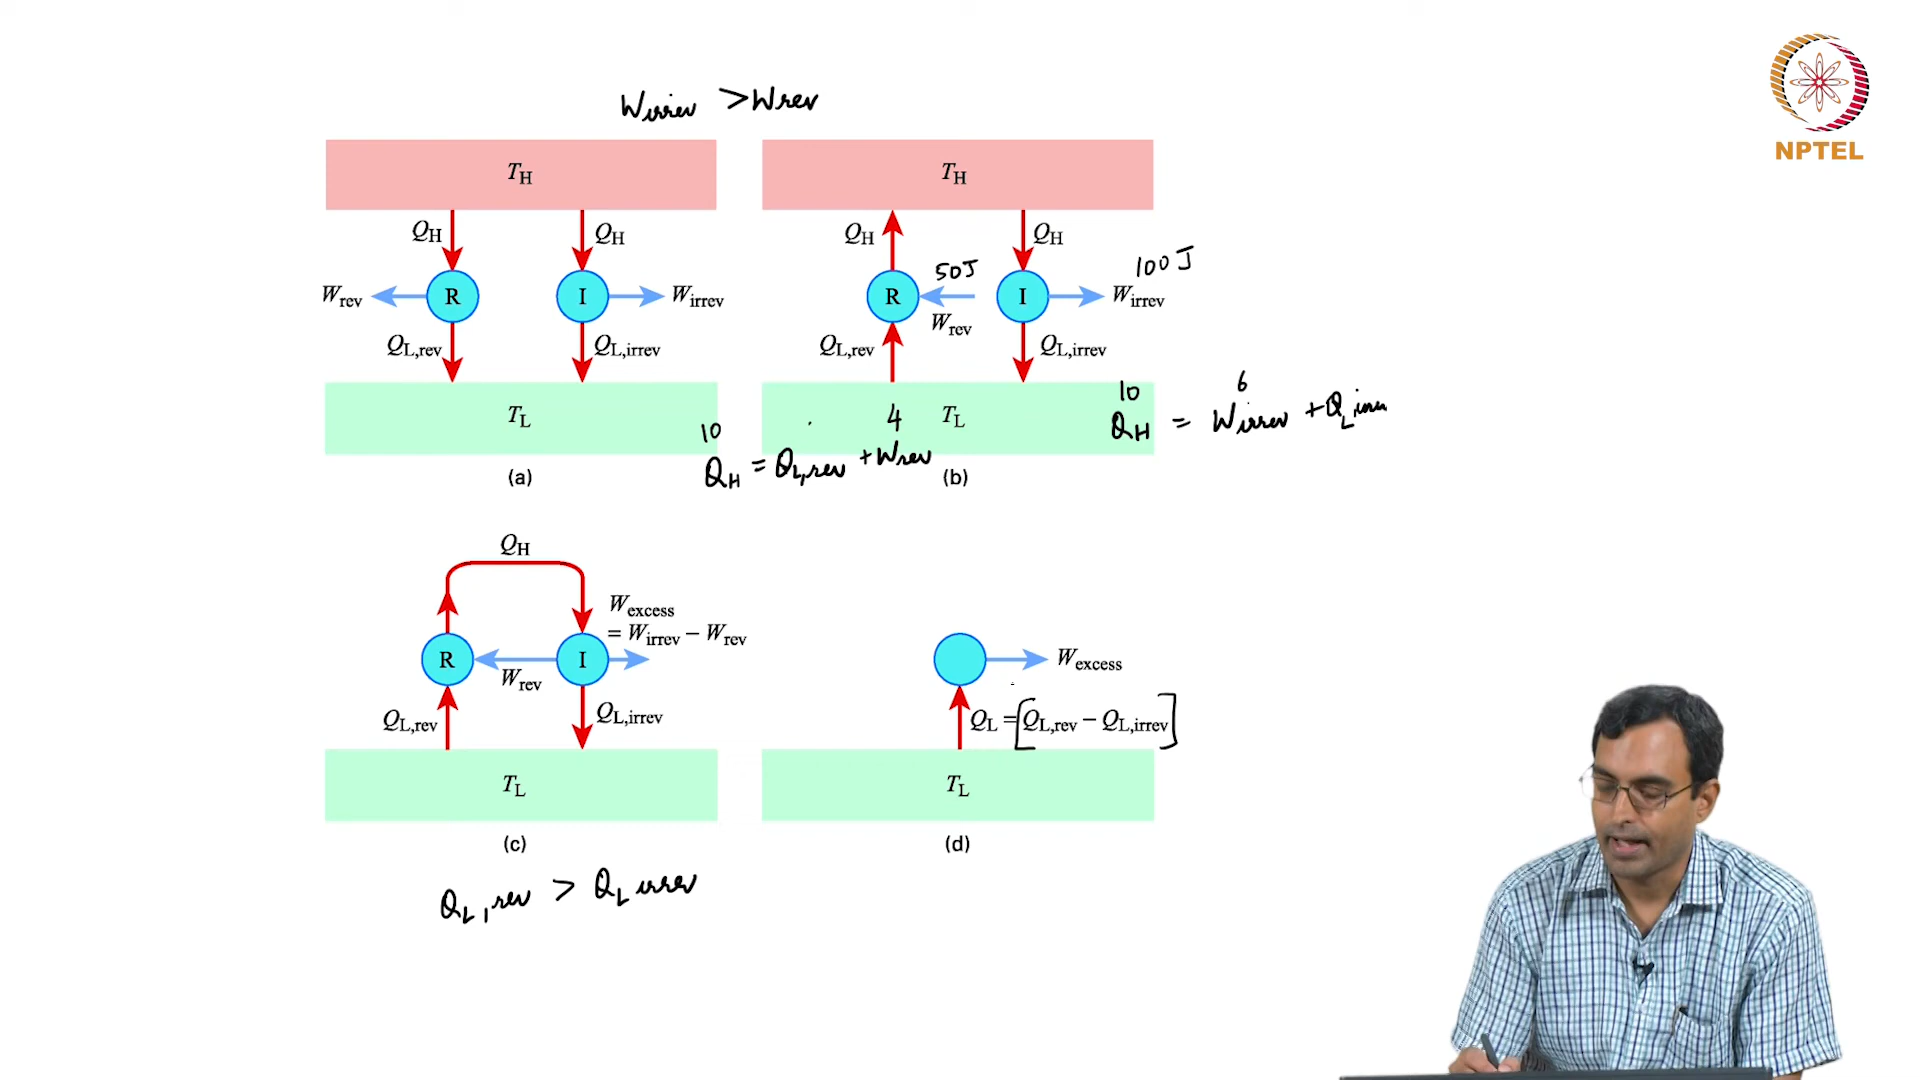 Wirrev > Wrev
NPTEL
TH
TH
QH
QH
QH
QH
50J
100 J
Wrev
R
I
Wirrev
R
I
Wirrev
Wrev
QL,rev
QL,irrev
QL,rev
QL,irrev
TL
TL
10
4
10
6
QH = QL,rev + Wrev
QH = Wirrev + QL,irrev
(a)
(b)
QH
Wexcess
= Wirrev − Wrev
R
I
Wrev
Wexcess
QL,rev
QL,irrev
QL = [QL,rev − QL,irrev]
TL
TL
(c)
(d)
QL,rev > QL irrev